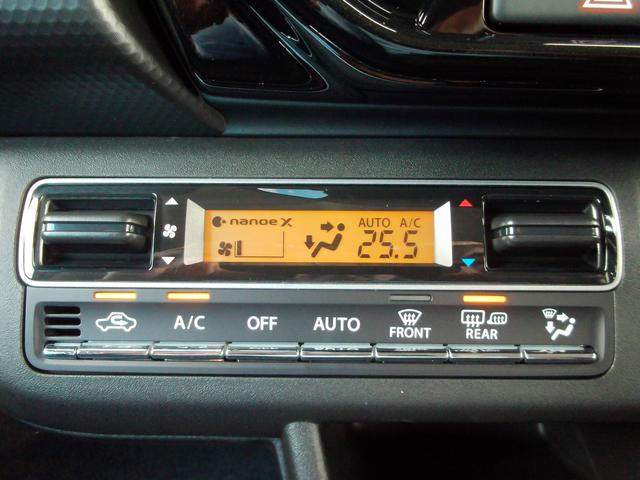 nanoe X
AUTO A/C
25.5
A/C
OFF
AUTO
FRONT
REAR